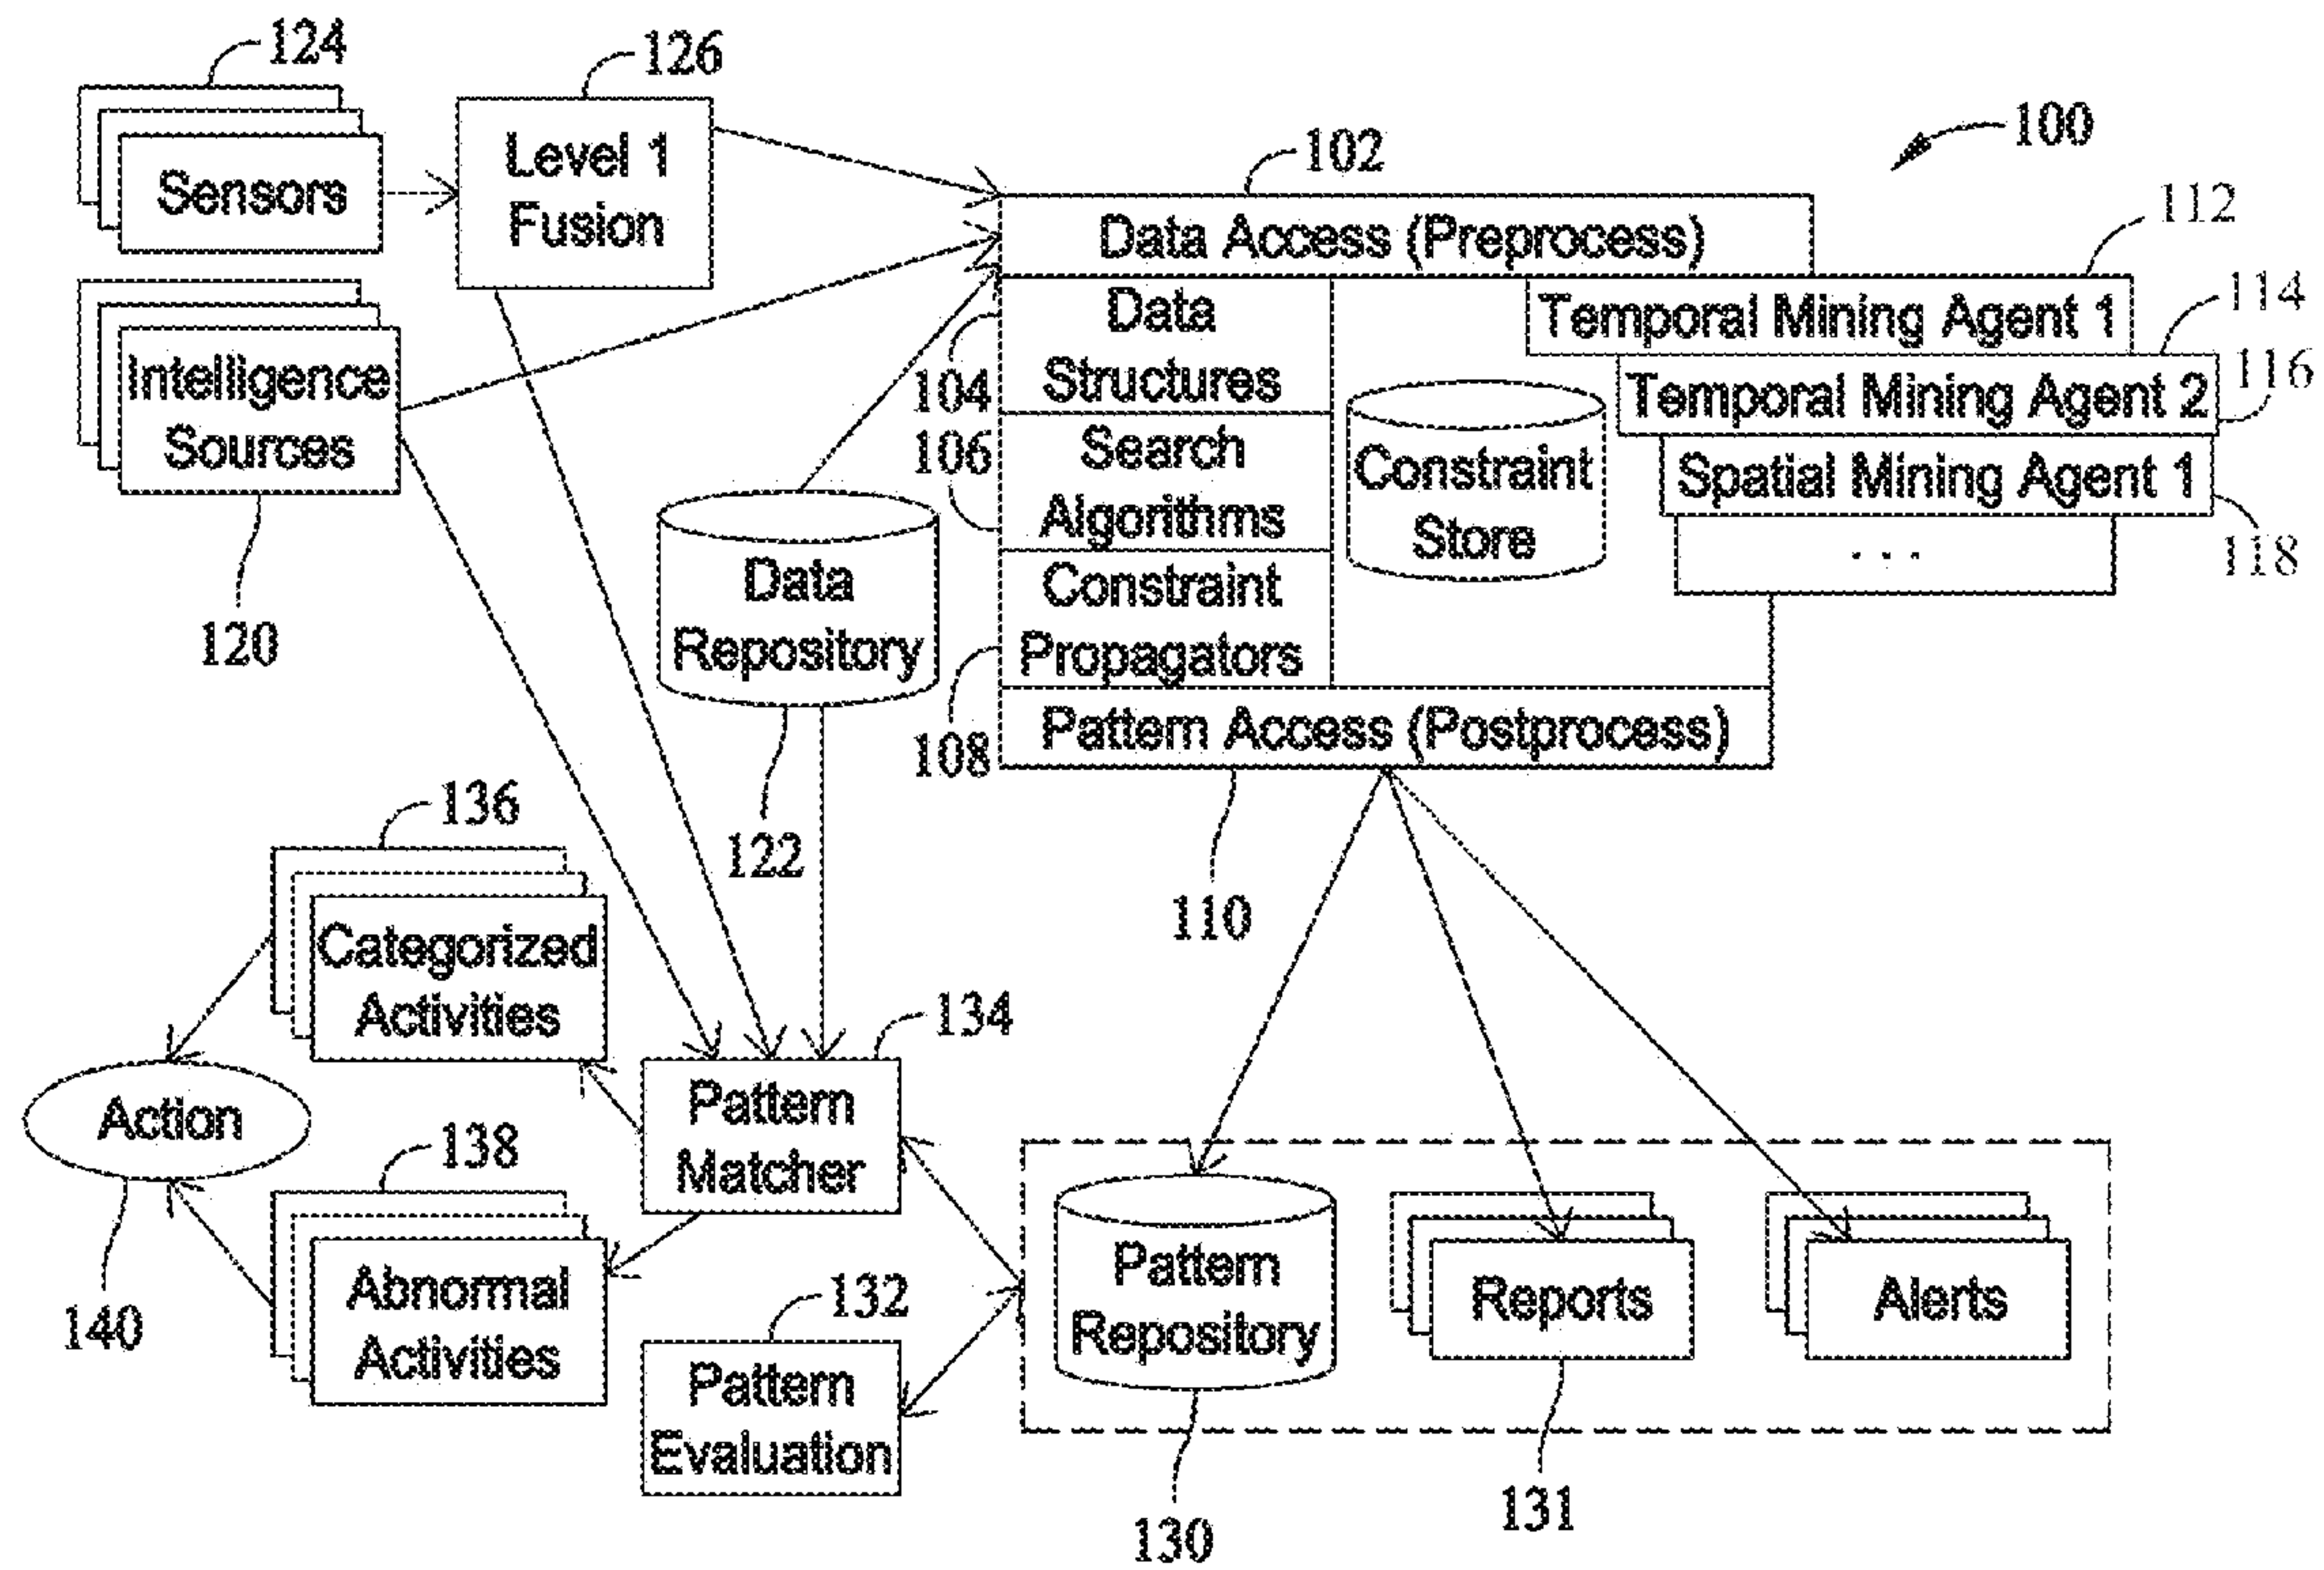 124
126
100
102
Level 1
Fusion
Sensors
112
Data Access (Preprocess)
114
Data
Structures
Temporal Mining Agent 1
116
104
Temporal Mining Agent 2
Intelligence
Sources
106
Search
Algorithms
Constraint
Store
Spatial Mining Agent 1
118
. . .
120
Data
Repository
Constraint
Propagators
108
Pattern Access (Postprocess)
122
110
136
Categorized
Activities
134
Pattern
Matcher
Action
138
140
Abnormal
Activities
132
Pattern
Evaluation
Pattern
Repository
Reports
Alerts
130
131